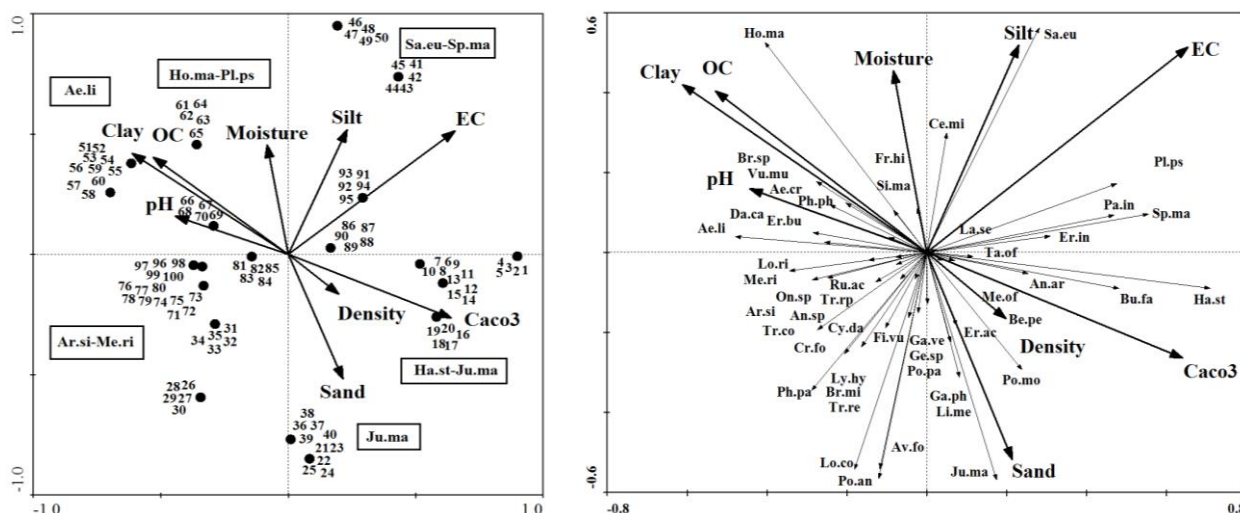 1.0
-1.0
-1.0
1.0
46
47 48
49 50
Sa.eu-Sp.ma
45 41
42
4443
Ho.ma-Pl.ps
Ae.li
61 64
62 63
65
Clay
OC
Moisture
Silt
EC
5152
53 54
56 59 55
57 60
58
93 91
92 94
95
pH
66 67
68 70 69
86 87
90
89 88
97 96 98
99
100
81 82 85
83 84
76 77 80
78 79 74 75 73
71 72
7 6 9
10 8 11
13
15 12
14
4
5 3 2 1
Density
Caco3
19 20 16
18 17
Ar.si-Me.ri
31
35 32
34 33
Ha.st-Ju.ma
Sand
28 26
29 27
30
38
36 37
39 40
21 23
22
25 24
Ju.ma
0.6
-0.6
-0.8
0.8
Ho.ma
Silt
Sa.eu
EC
Moisture
Clay
OC
Ce.mi
Br.sp
Vu.mu
Fr.hi
Pl.ps
pH
Ae.cr
Si.ma
Ph.ph
Pa.in
Da.ca
Er.bu
Sp.ma
Ae.li
La.se
Er.in
Ta.of
Lo.ri
Me.ri
Ru.ac
An.ar
On.sp
Tr.rp
Me.of
Bu.fa
Ha.st
Ar.si
An.sp
Be.pe
Tr.co
Cy.da
Er.ac
Cr.fo
Fi.vu
Ga.ve
Density
Ge.sp
Po.pa
Caco3
Ly.hy
Po.mo
Ph.pa
Br.mi
Ga.ph
Tr.re
Li.me
Av.fo
Lo.co
Po.an
Ju.ma
Sand